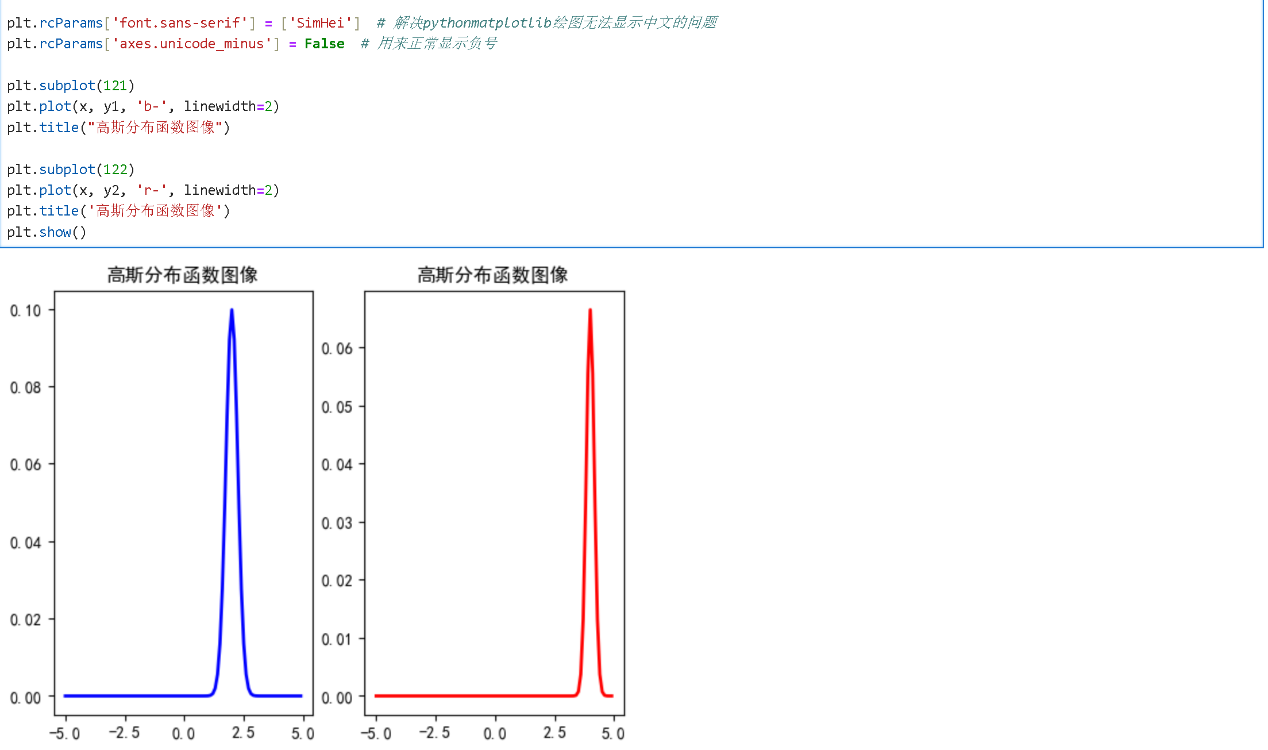 plt.rcParams['font.sans-serif'] = ['SimHei']  # 解决pythonmatplotlib绘图无法显示中文的问题
plt.rcParams['axes.unicode_minus'] = False  # 用来正常显示负号
plt.subplot(121)
plt.plot(x, y1, 'b-', linewidth=2)
plt.title("高斯分布函数图像")
plt.subplot(122)
plt.plot(x, y2, 'r-', linewidth=2)
plt.title('高斯分布函数图像')
plt.show()
高斯分布函数图像
0.10
0.08
0.06
0.04
0.02
0.00
-5.0 -2.5 0.0 2.5 5.0
高斯分布函数图像
0.06
0.05
0.04
0.03
0.02
0.01
0.00
-5.0 -2.5 0.0 2.5 5.0